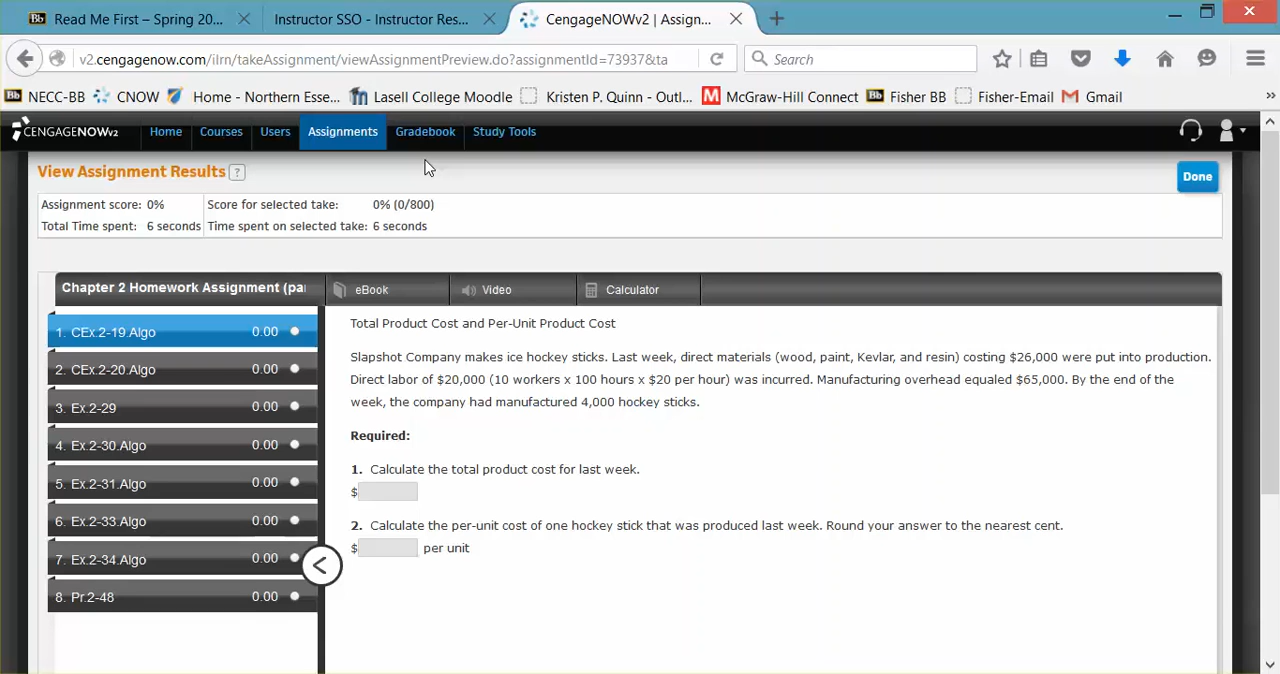 Read Me First – Spring 20...
Instructor SSO - Instructor Res...
CengageNOWv2 | Assign...
v2.cengagenow.com/ilrn/takeAssignment/viewAssignmentPreview.do?assignmentId=73937&ta
Search
NECC-BB CNOW Home - Northern Esse... Lasell College Moodle Kristen P. Quinn - Outl... McGraw-Hill Connect Fisher BB Fisher-Email Gmail
CENGAGENOWv2 Home Courses Users Assignments Gradebook Study Tools
View Assignment Results ?
Done
Assignment score: 0% Score for selected take: 0% (0/800)
Total Time spent: 6 seconds Time spent on selected take: 6 seconds
Chapter 2 Homework Assignment (par
eBook Video Calculator
1. CEx.2-19.Algo 0.00
2. CEx.2-20.Algo 0.00
3. Ex.2-29 0.00
4. Ex.2-30.Algo 0.00
5. Ex.2-31.Algo 0.00
6. Ex.2-33.Algo 0.00
7. Ex.2-34.Algo 0.00
8. Pr.2-48 0.00
Total Product Cost and Per-Unit Product Cost
Slapshot Company makes ice hockey sticks. Last week, direct materials (wood, paint, Kevlar, and resin) costing $26,000 were put into production.
Direct labor of $20,000 (10 workers x 100 hours x $20 per hour) was incurred. Manufacturing overhead equaled $65,000. By the end of the
week, the company had manufactured 4,000 hockey sticks.
Required:
1. Calculate the total product cost for last week.
$
2. Calculate the per-unit cost of one hockey stick that was produced last week. Round your answer to the nearest cent.
$ per unit